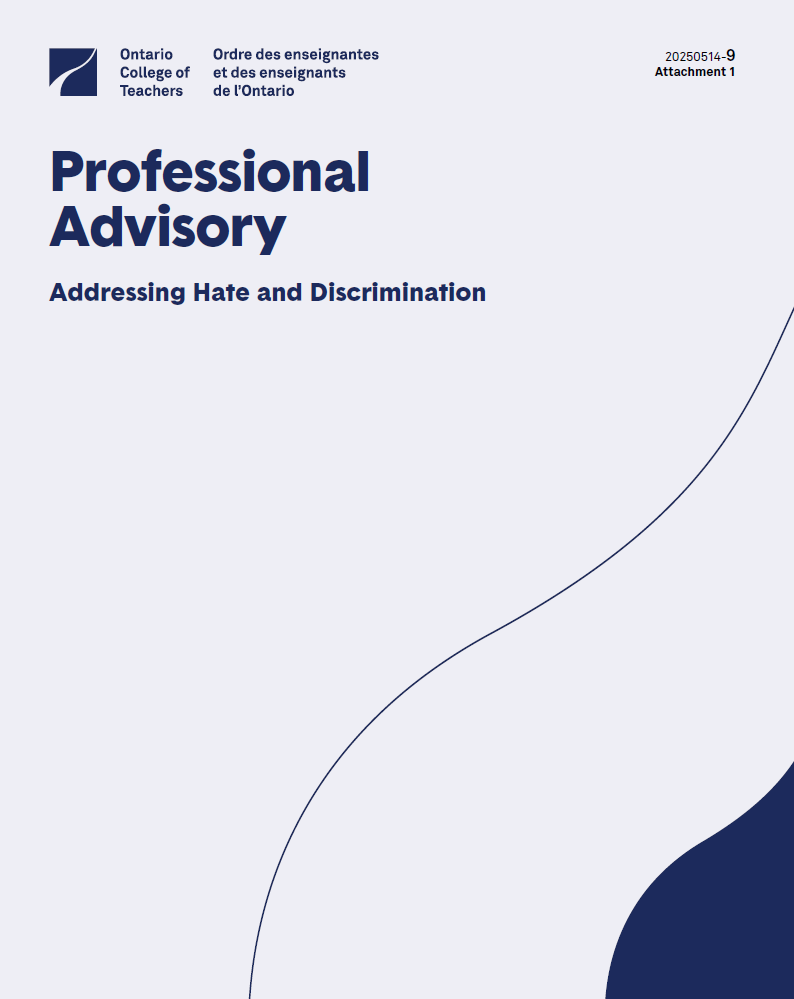 Ontario
College of
Teachers
Ordre des enseignantes
et des enseignants
de l'Ontario
20250514-9
Attachment 1
Professional
Advisory
Addressing Hate and Discrimination